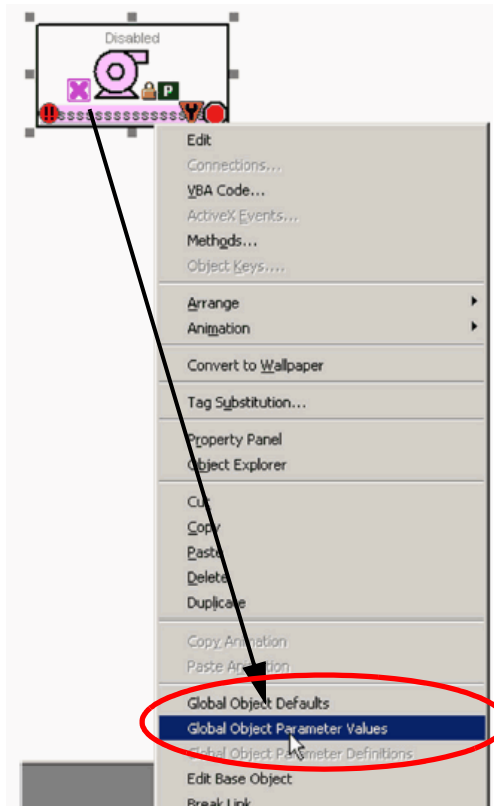 Disabled
P
!!
sssssssssssss
Edit
Connections...
VBA Code...
ActiveX Events...
Methods...
Object Keys....
Arrange
Animation
Convert to Wallpaper
Tag Substitution...
Property Panel
Object Explorer
Cut
Copy
Paste
Delete
Duplicate
Copy Animation
Paste Animation
Global Object Defaults
Global Object Parameter Values
Global Object Parameter Definitions
Edit Base Object
Break Link